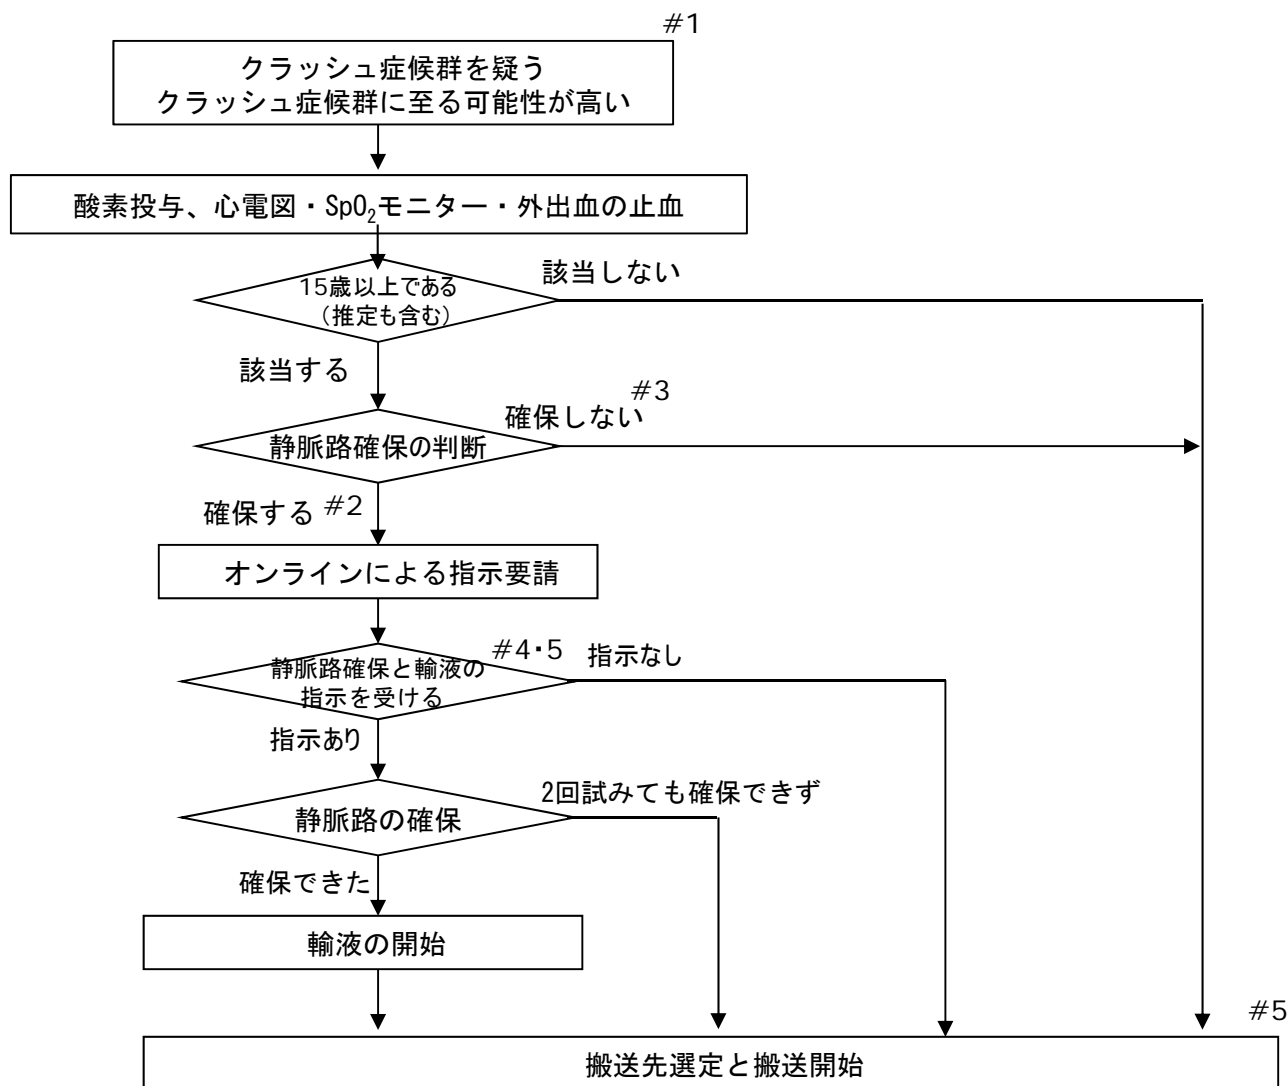 #1
クラッシュ症候群を疑う
クラッシュ症候群に至る可能性が高い
酸素投与、心電図・SpO₂モニター・外出血の止血
15歳以上である
（推定も含む）
該当しない
該当する
#3
確保しない
静脈路確保の判断
確保する #2
オンラインによる指示要請
#4・5
指示なし
静脈路確保と輸液の
指示を受ける
指示あり
2回試みても確保できず
静脈路の確保
確保できた
輸液の開始
#5
搬送先選定と搬送開始